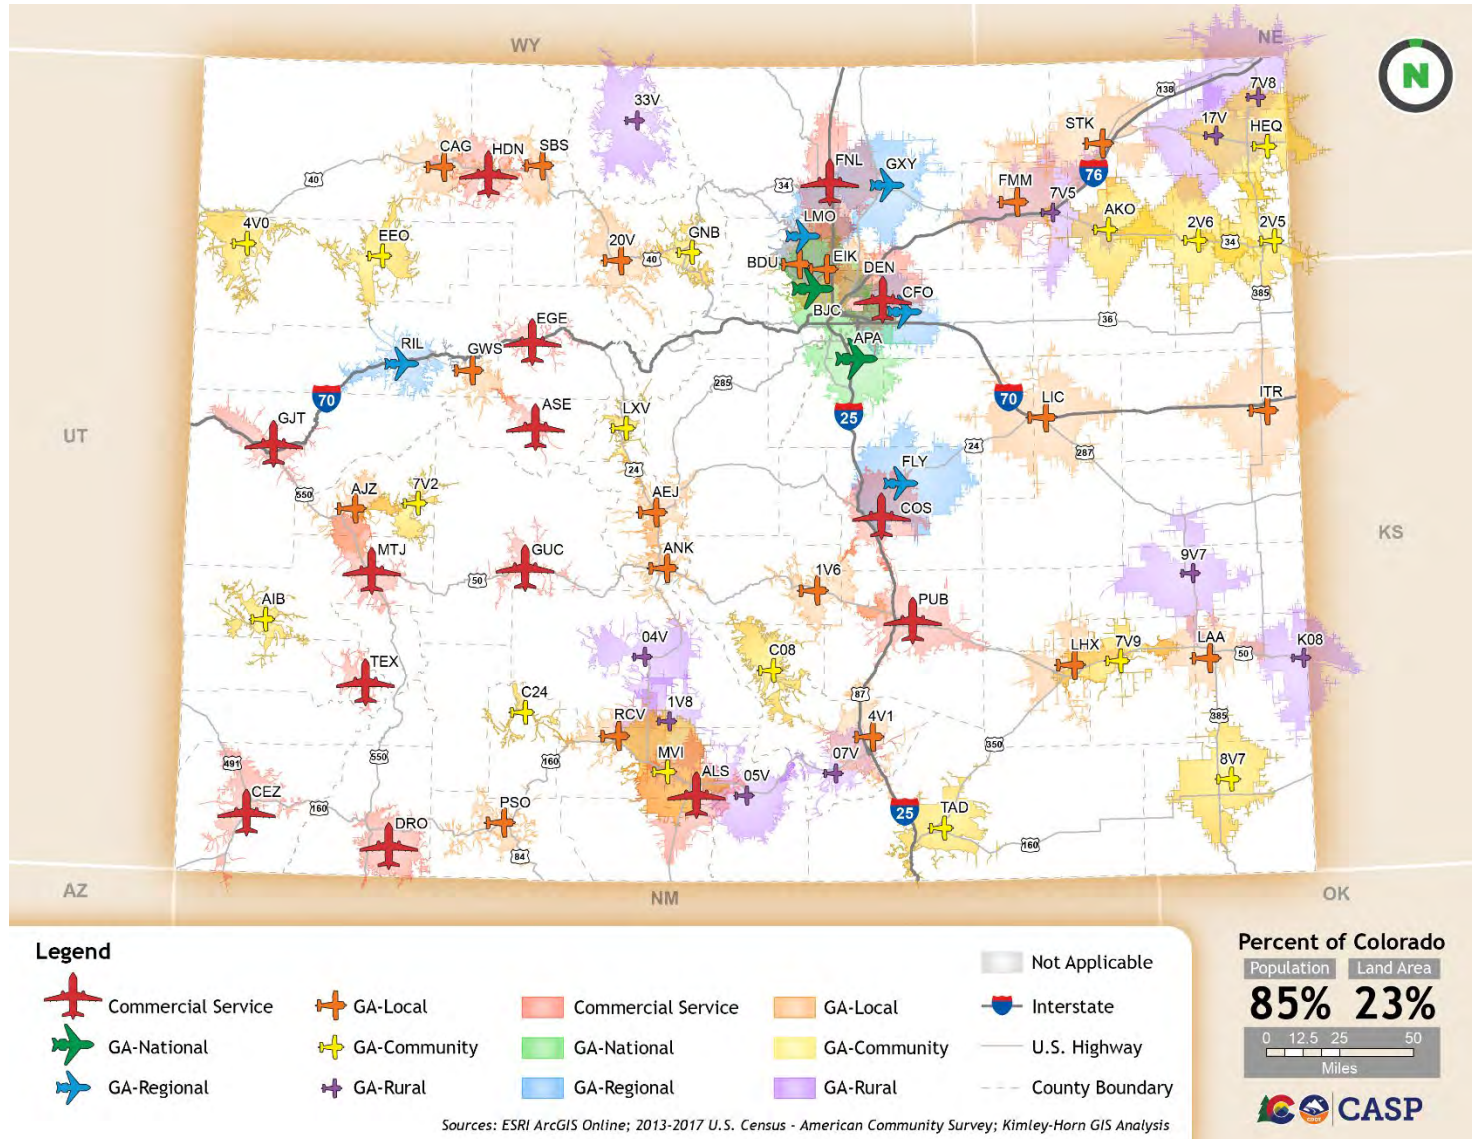 WY
NE
N
138
7V8
33V
17V
STK
HEQ
CAG
HDN
SBS
FNL
GXY
76
40
34
FMM
7V5
4V0
EEO
20V
GNB
LMO
AKO
2V6
34
2V5
40
BDU
EIK
DEN
CFO
385
BJC
36
EGE
RIL
GWS
APA
70
285
70
ITR
GJT
ASE
LXV
25
LIC
UT
24
287
24
FLY
550
AJZ
7V2
AEJ
COS
KS
MTJ
GUC
ANK
9V7
50
1V6
AIB
PUB
04V
C08
LHX
7V9
LAA
50
K08
TEX
C24
87
1V8
RCV
4V1
385
350
491
550
160
MVI
ALS
05V
07V
8V7
CEZ
160
PSO
25
TAD
DRO
84
160
AZ
NM
OK
Legend
Commercial Service
GA-National
GA-Regional
GA-Local
GA-Community
GA-Rural
Commercial Service
GA-National
GA-Regional
GA-Local
GA-Community
GA-Rural
Not Applicable
Interstate
U.S. Highway
County Boundary
Percent of Colorado
Population Land Area
85% 23%
0 12.5 25 50
Miles
CASP
Sources: ESRI ArcGIS Online; 2013-2017 U.S. Census - American Community Survey; Kimley-Horn GIS Analysis